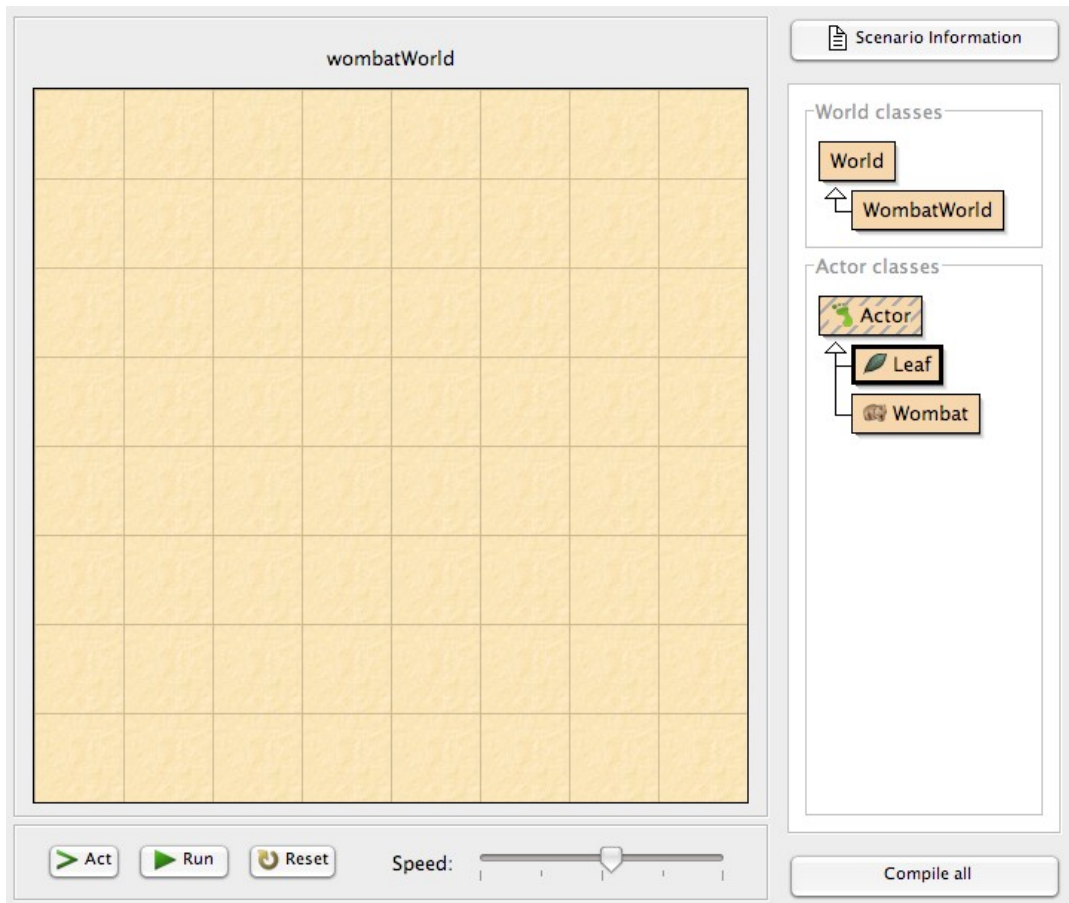 wombatWorld
Scenario Information
World classes
World
WombatWorld
Actor classes
Actor
Leaf
Wombat
Act
Run
Reset
Speed:
Compile all